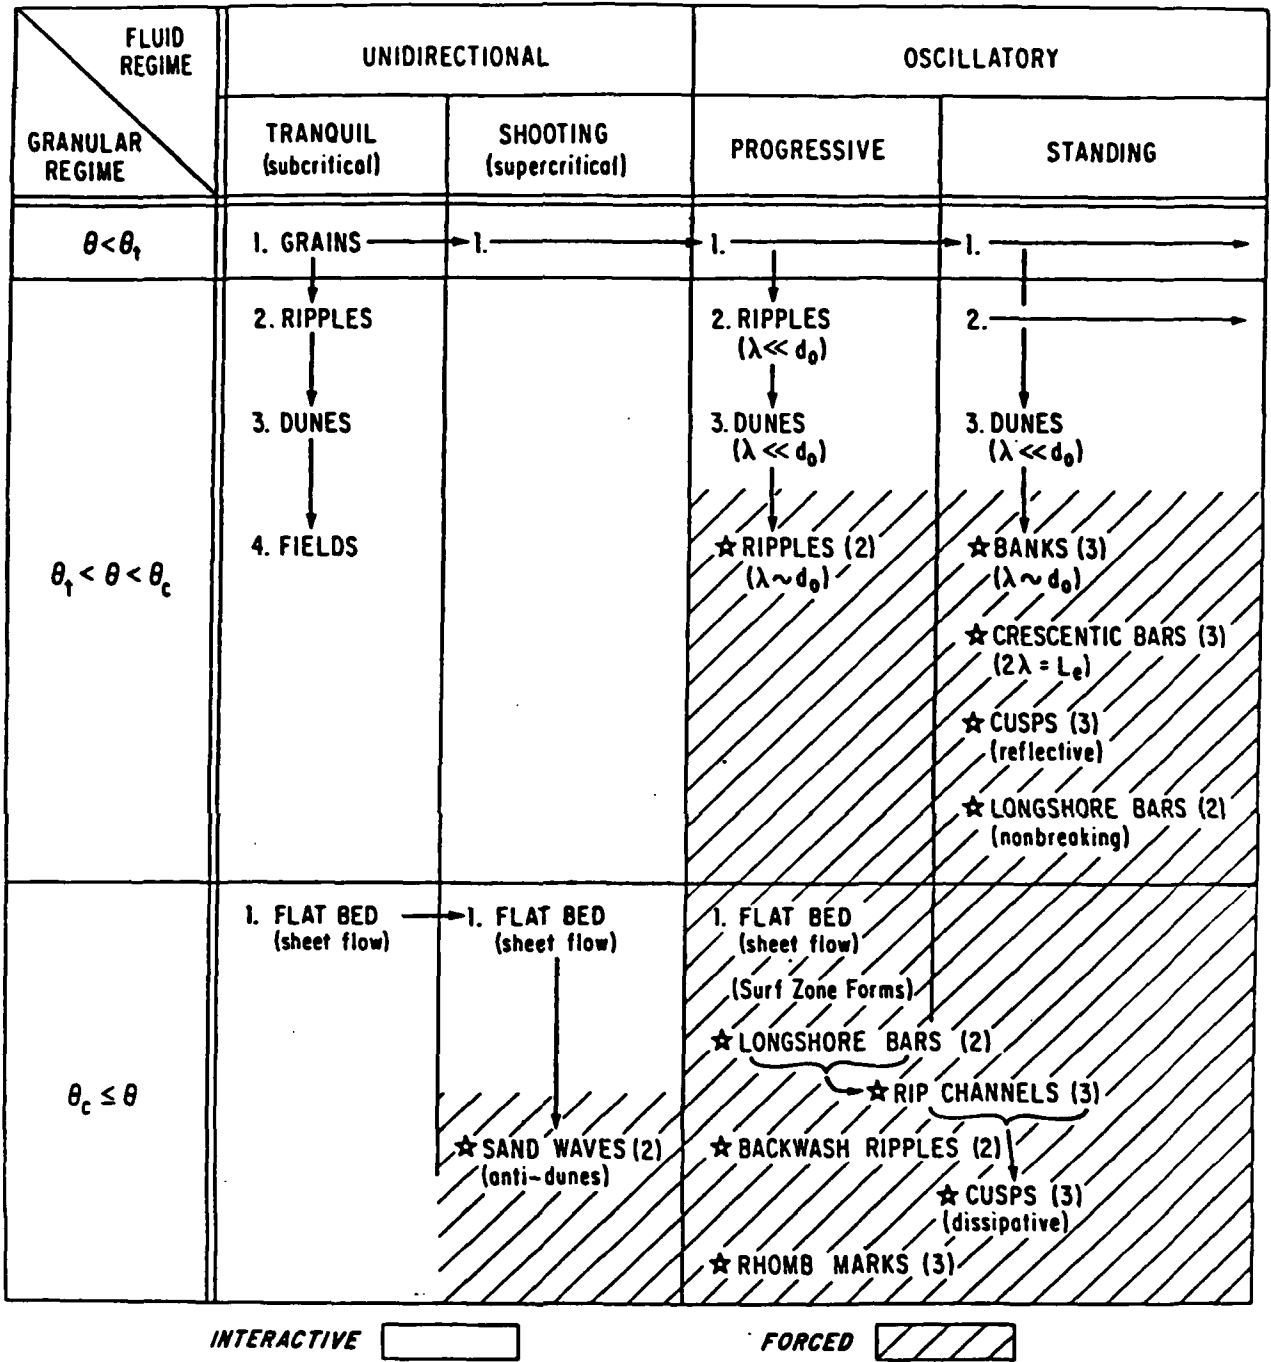 FLUID
REGIME
GRANULAR
REGIME
UNIDIRECTIONAL
OSCILLATORY
TRANQUIL
(subcritical)
SHOOTING
(supercritical)
PROGRESSIVE
STANDING
θ<θt
1. GRAINS
1.
1.
1.
2. RIPPLES
2. RIPPLES
(λ<< d₀)
2.
3. DUNES
3. DUNES
(λ<< d₀)
3. DUNES
(λ<<d₀)
θt < θ < θc
4. FIELDS
☆ RIPPLES (2)
(λ~d₀)
☆ BANKS (3)
(λ~d₀)
☆ CRESCENTIC BARS (3)
(2λ = Le)
☆ CUSPS (3)
(reflective)
☆ LONGSHORE BARS (2)
(nonbreaking)
θc ≤ θ
1. FLAT BED
(sheet flow)
1. FLAT BED
(sheet flow)
1. FLAT BED
(sheet flow)
(Surf Zone Forms)
☆ LONGSHORE BARS (2)
☆ RIP CHANNELS (3)
☆ SAND WAVES (2)
(anti-dunes)
☆ BACKWASH RIPPLES (2)
☆ CUSPS (3)
(dissipative)
☆ RHOMB MARKS (3)
INTERACTIVE
FORCED